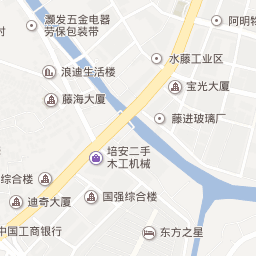 灏发五金电器
劳保包装带
阿明物
村
水藤工业区
浪迪生活楼
宝光大厦
藤海大厦
藤进玻璃厂
培安二手
木工机械
综合楼
国强综合楼
迪奇大厦
中国工商银行
东方之星